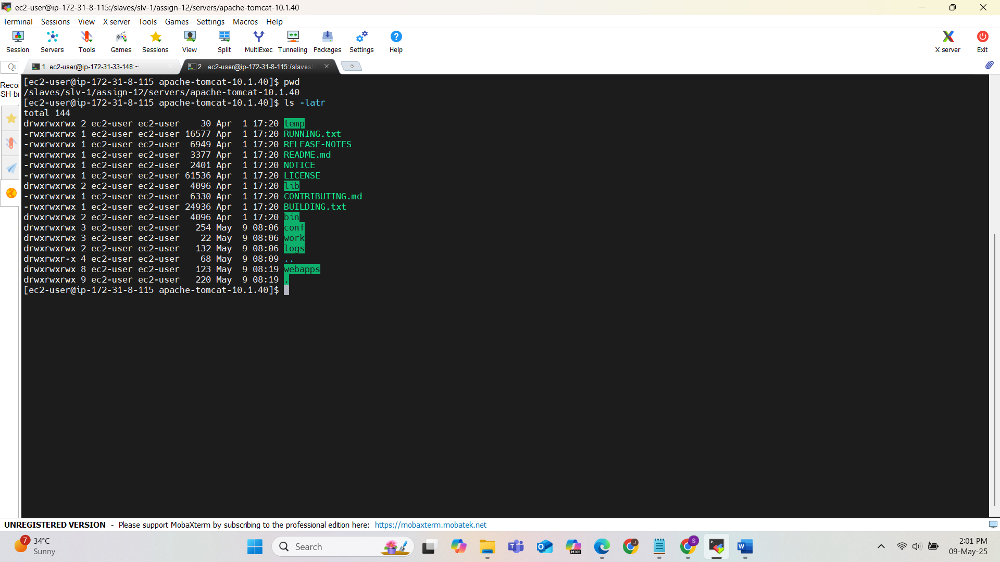 ec2-user@ip-172-31-8-115:/slaves/slv-1/assign-12/servers/apache-tomcat-10.1.40
Terminal Sessions View X server Tools Games Settings Macros Help
Session Servers Tools Games Sessions View Split MultiExec Tunneling Packages Settings Help X server Exit
1. ec2-user@ip-172-31-33-148:~ 2. ec2-user@ip-172-31-8-115:/slaves/
[ec2-user@ip-172-31-8-115 apache-tomcat-10.1.40]$ pwd
/slaves/slv-1/assign-12/servers/apache-tomcat-10.1.40
[ec2-user@ip-172-31-8-115 apache-tomcat-10.1.40]$ ls -latr
total 144
drwxrwxrwx 2 ec2-user ec2-user    30 Apr  1 17:20 temp
-rwxrwxrwx 1 ec2-user ec2-user 16577 Apr  1 17:20 RUNNING.txt
-rwxrwxrwx 1 ec2-user ec2-user  6949 Apr  1 17:20 RELEASE-NOTES
-rwxrwxrwx 1 ec2-user ec2-user  3377 Apr  1 17:20 README.md
-rwxrwxrwx 1 ec2-user ec2-user  2401 Apr  1 17:20 NOTICE
-rwxrwxrwx 1 ec2-user ec2-user 61536 Apr  1 17:20 LICENSE
drwxrwxrwx 2 ec2-user ec2-user  4096 Apr  1 17:20 lib
-rwxrwxrwx 1 ec2-user ec2-user  6330 Apr  1 17:20 CONTRIBUTING.md
-rwxrwxrwx 1 ec2-user ec2-user 24936 Apr  1 17:20 BUILDING.txt
drwxrwxrwx 2 ec2-user ec2-user  4096 Apr  1 17:20 bin
drwxrwxrwx 3 ec2-user ec2-user   254 May  9 08:06 conf
drwxrwxrwx 3 ec2-user ec2-user    22 May  9 08:06 work
drwxrwxrwx 2 ec2-user ec2-user   132 May  9 08:06 logs
drwxrwxr-x 4 ec2-user ec2-user    68 May  9 08:09 ..
drwxrwxrwx 8 ec2-user ec2-user   123 May  9 08:19 webapps
drwxrwxrwx 9 ec2-user ec2-user   220 May  9 08:19 .
[ec2-user@ip-172-31-8-115 apache-tomcat-10.1.40]$
UNREGISTERED VERSION - Please support MobaXterm by subscribing to the professional edition here: https://mobaxterm.mobatek.net
7 34°C
Sunny
Search
M365
2:01 PM
09-May-25